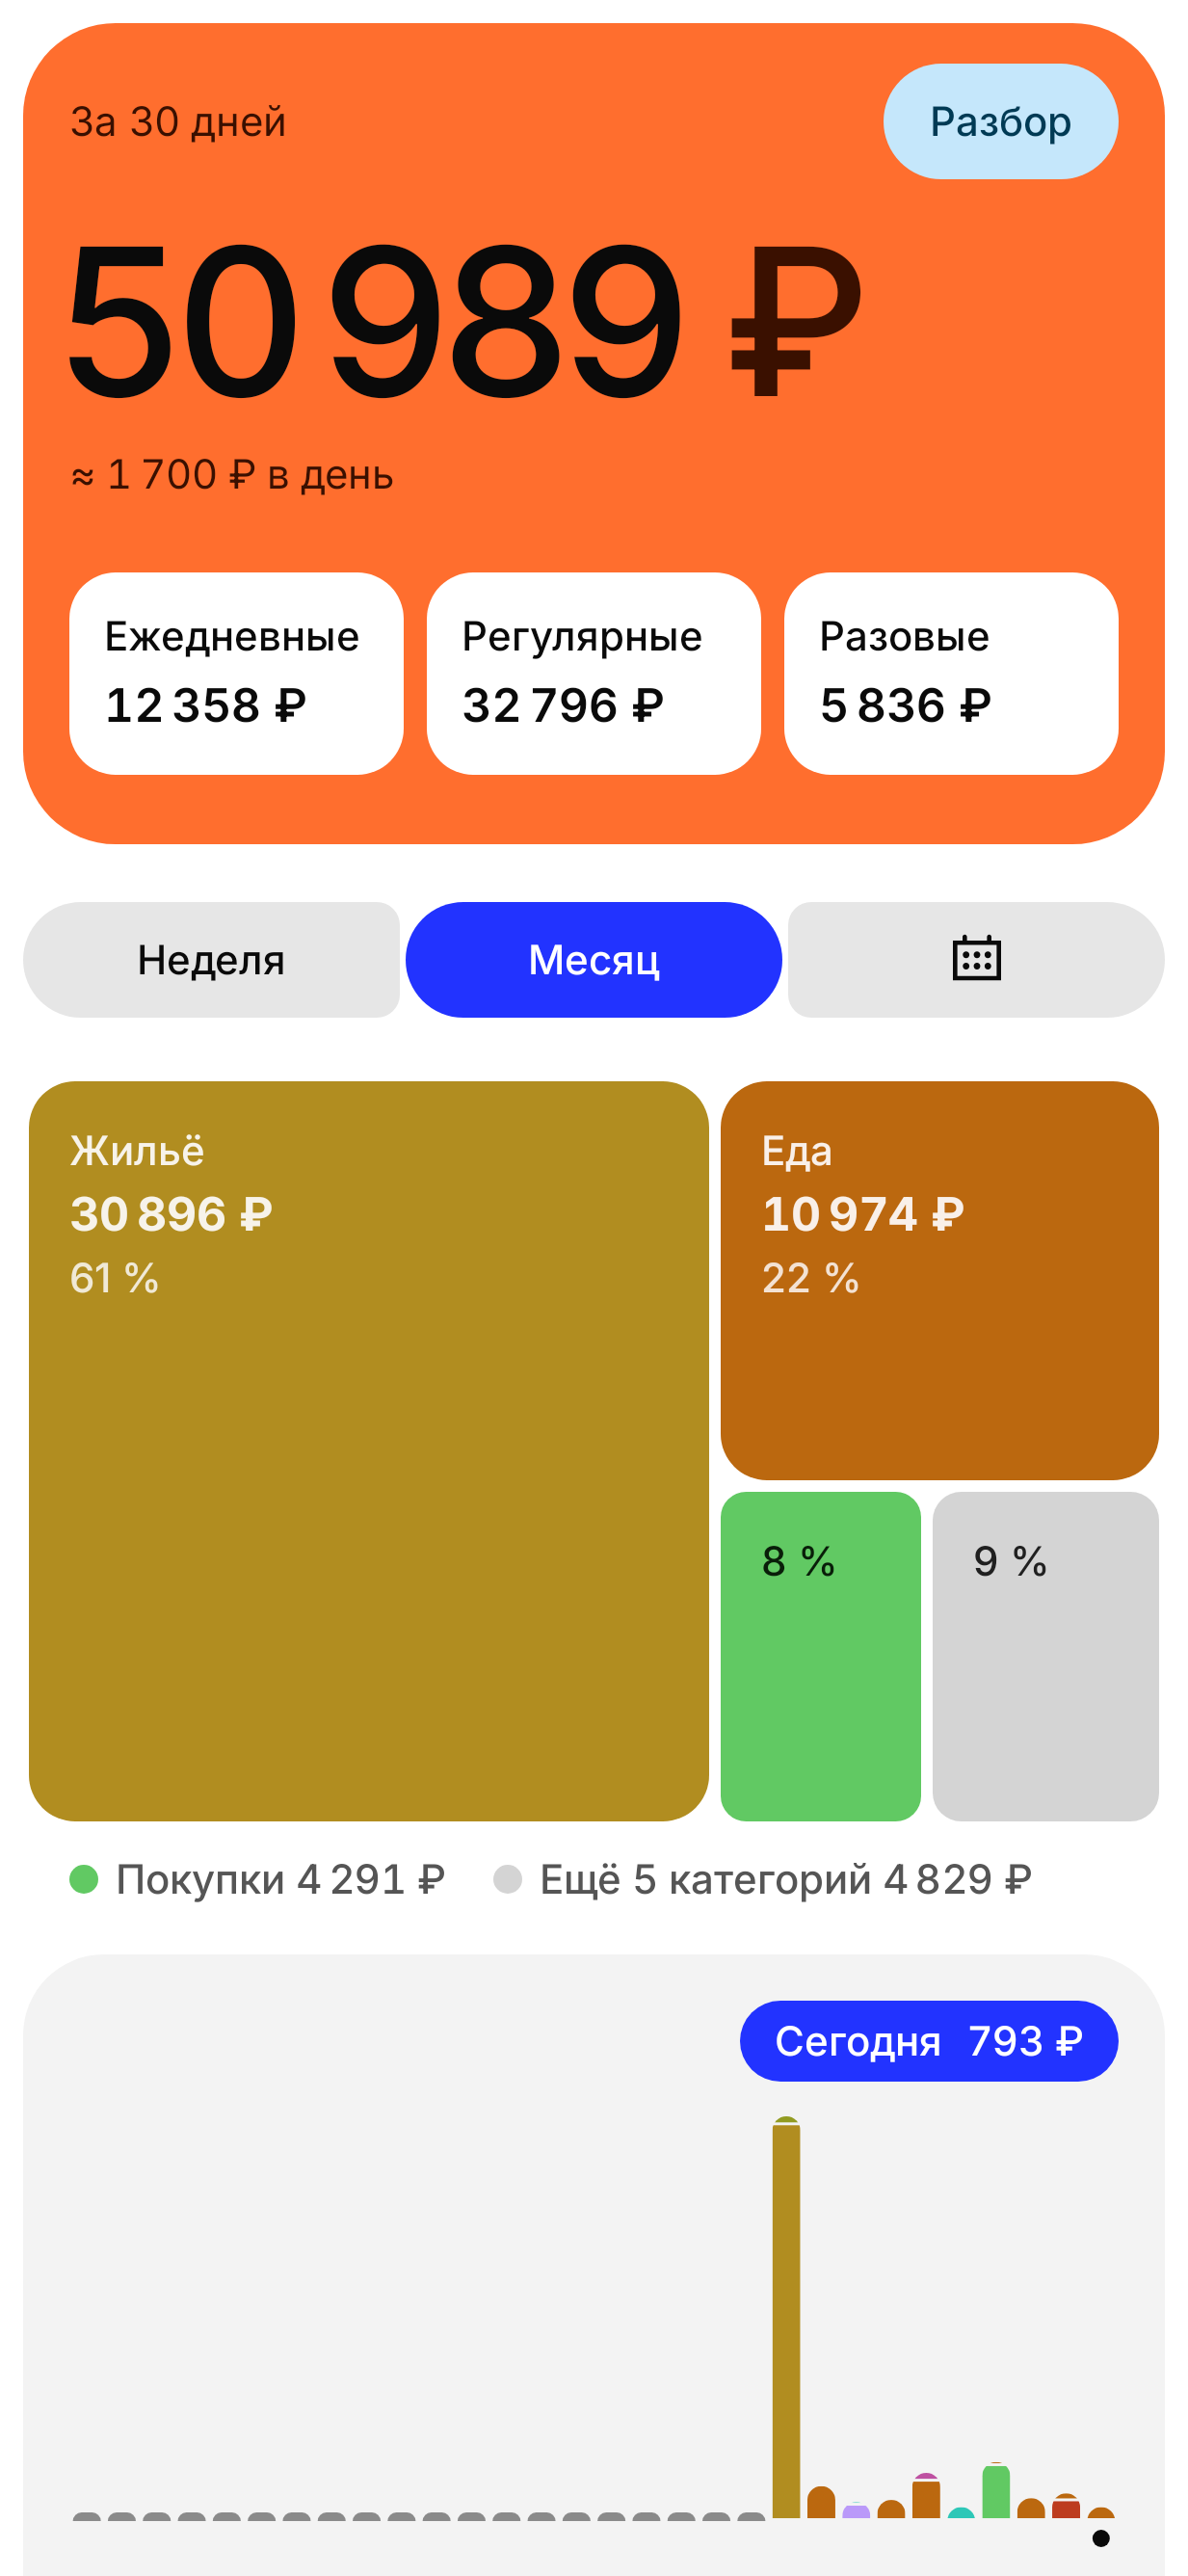 За 30 дней
Разбор
50 989 ₽
≈ 1 700 ₽ в день
Ежедневные
12 358 ₽
Регулярные
32 796 ₽
Разовые
5 836 ₽
Неделя
Месяц
Жильё
30 896 ₽
61 %
Еда
10 974 ₽
22 %
8 %
9 %
Покупки 4 291 ₽
Ещё 5 категорий 4 829 ₽
Сегодня 793 ₽